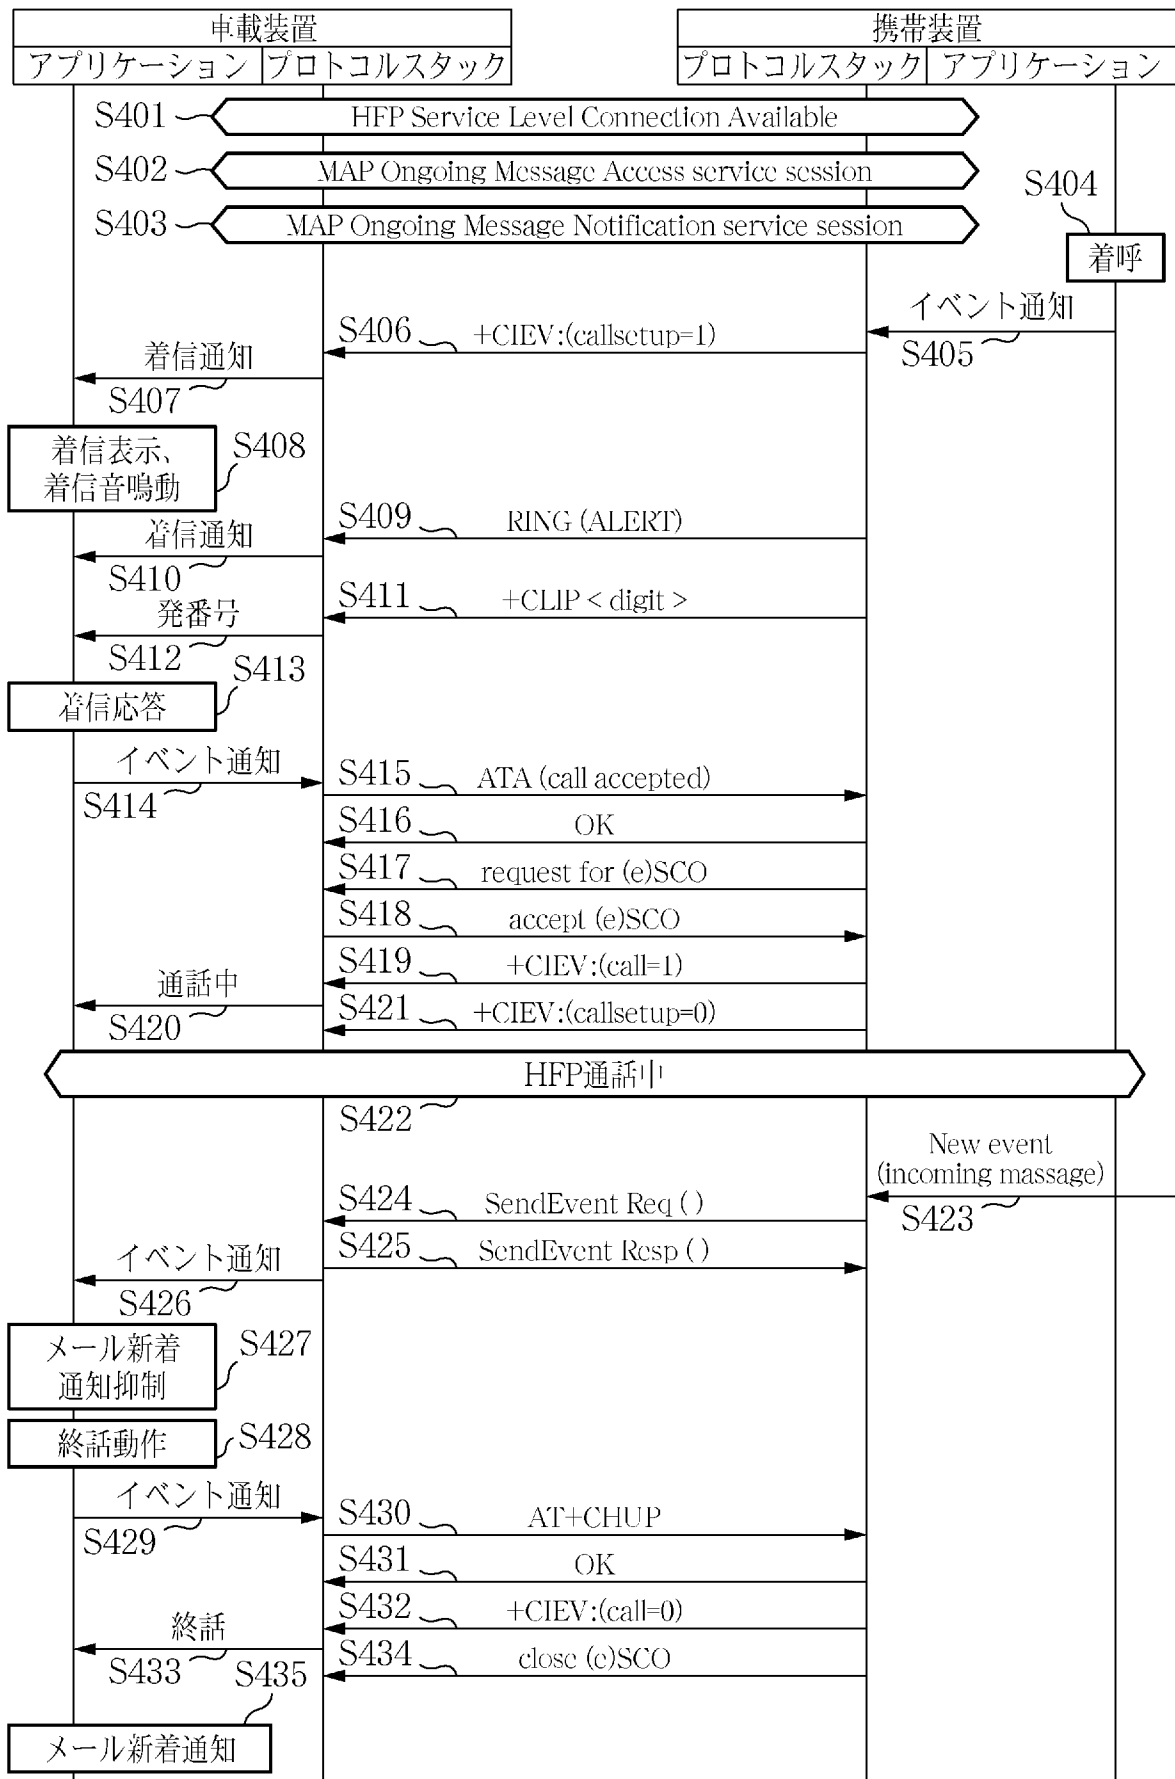 車載装置
携帯装置
アプリケーション
プロトコルスタック
プロトコルスタック
アプリケーション
S401
HFP Service Level Connection Available
S402
MAP Ongoing Message Access service session
S403
MAP Ongoing Message Notification service session
S404
着呼
イベント通知
S405
S406
+CIEV:(callsetup=1)
着信通知
S407
着信表示、
着信音鳴動
S408
S409
RING (ALERT)
着信通知
S410
S411
+CLIP < digit >
発番号
S412
S413
着信応答
イベント通知
S414
S415
ATA (call accepted)
S416
OK
S417
request for (e)SCO
S418
accept (e)SCO
S419
+CIEV:(call=1)
通話中
S420
S421
+CIEV:(callsetup=0)
HFP通話中
S422
New event
(incoming massage)
S423
S424
SendEvent Req ( )
S425
SendEvent Resp ( )
イベント通知
S426
メール新着
通知抑制
S427
終話動作
S428
イベント通知
S429
S430
AT+CHUP
S431
OK
S432
+CIEV:(call=0)
終話
S433
S434
close (e)SCO
S435
メール新着通知